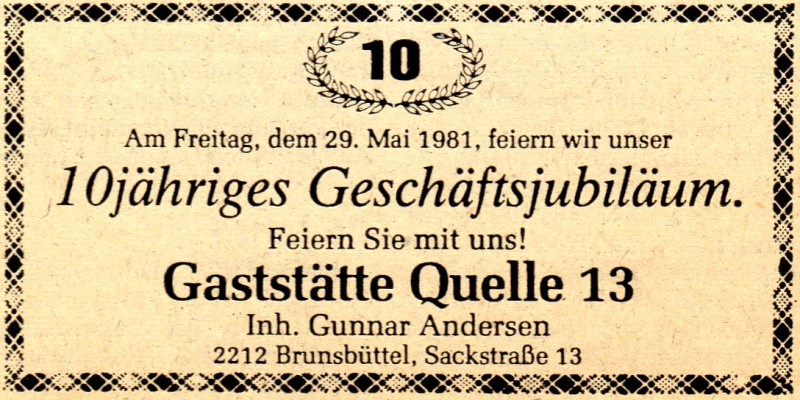 10
Am Freitag, dem 29. Mai 1981, feiern wir unser
10jähriges Geschäftsjubiläum.
Feiern Sie mit uns!
Gaststätte Quelle 13
Inh. Gunnar Andersen
2212 Brunsbüttel, Sackstraße 13